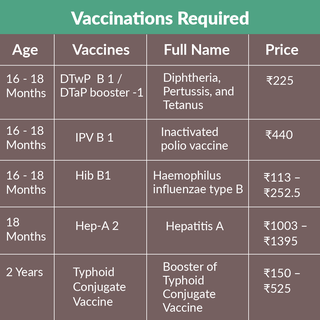 Vaccinations Required
Age Vaccines Full Name Price
16 - 18 Months DTwP B 1 / DTaP booster -1 Diphtheria, Pertussis, and Tetanus ₹225
16 - 18 Months IPV B 1 Inactivated polio vaccine ₹440
16 - 18 Months Hib B1 Haemophilus influenzae type B ₹113 – ₹252.5
18 Months Hep-A 2 Hepatitis A ₹1003 – ₹1395
2 Years Typhoid Conjugate Vaccine Booster of Typhoid Conjugate Vaccine ₹150 – ₹525